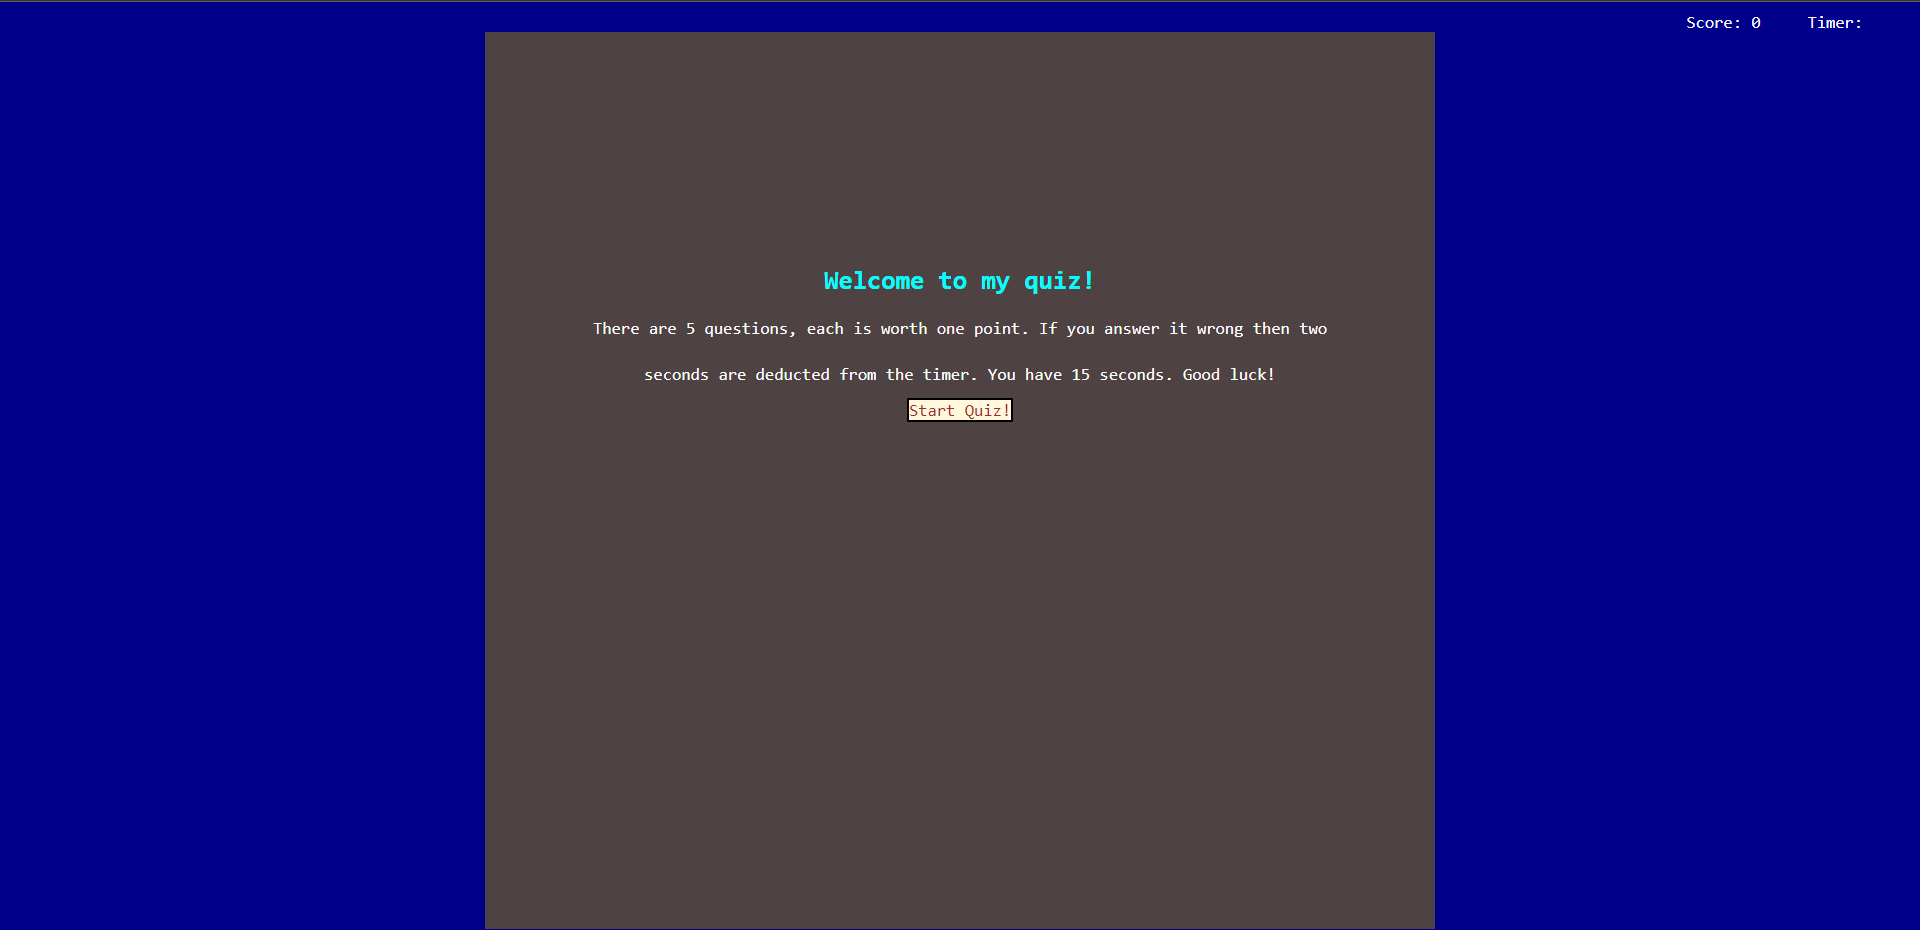 Score: 0 Timer:
Welcome to my quiz!
There are 5 questions, each is worth one point. If you answer it wrong then two
seconds are deducted from the timer. You have 15 seconds. Good luck!
Start Quiz!